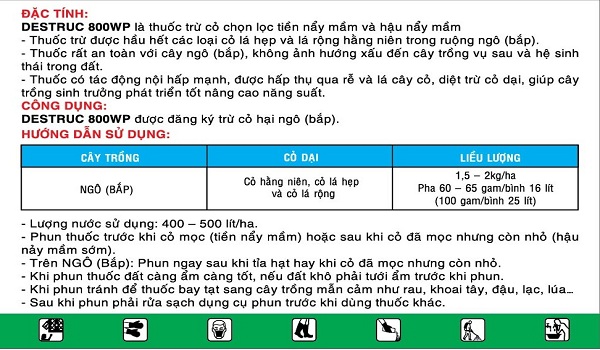 ĐẶC TÍNH:
DESTRUC 800WP là thuốc trừ cỏ chọn lọc tiền nẩy mầm và hậu nẩy mầm
- Thuốc trừ được hầu hết các loại cỏ lá hẹp và lá rộng hằng niên trong ruộng ngô (bắp).
- Thuốc rất an toàn với cây ngô (bắp), không ảnh hưởng xấu đến cây trồng vụ sau và hệ sinh
thái trong đất.
- Thuốc có tác động nội hấp mạnh, được hấp thụ qua rễ và lá cây cỏ, diệt trừ cỏ dại, giúp cây
trồng sinh trưởng phát triển tốt nâng cao năng suất.
CÔNG DỤNG:
DESTRUC 800WP được đăng ký trừ cỏ hại ngô (bắp).
HƯỚNG DẪN SỬ DỤNG:
CÂY TRỒNG CỎ DẠI LIỀU LƯỢNG
NGÔ (BẮP) Cỏ hằng niên, cỏ lá hẹp
và cỏ lá rộng 1,5 – 2kg/ha
Pha 60 – 65 gam/bình 16 lít
(100 gam/bình 25 lít)
- Lượng nước sử dụng: 400 – 500 lít/ha.
- Phun thuốc trước khi cỏ mọc (tiền nẩy mầm) hoặc sau khi cỏ đã mọc nhưng còn nhỏ (hậu
nảy mầm sớm).
- Trên NGÔ (Bắp): Phun ngay sau khi tỉa hạt hay khi cỏ đã mọc nhưng còn nhỏ.
- Khi phun thuốc đất càng ẩm càng tốt, nếu đất khô phải tưới ẩm trước khi phun.
- Khi phun tránh để thuốc bay tạt sang cây trồng mẫn cảm như rau, khoai tây, đậu, lạc, lúa...
- Sau khi phun phải rửa sạch dụng cụ phun trước khi dùng thuốc khác.